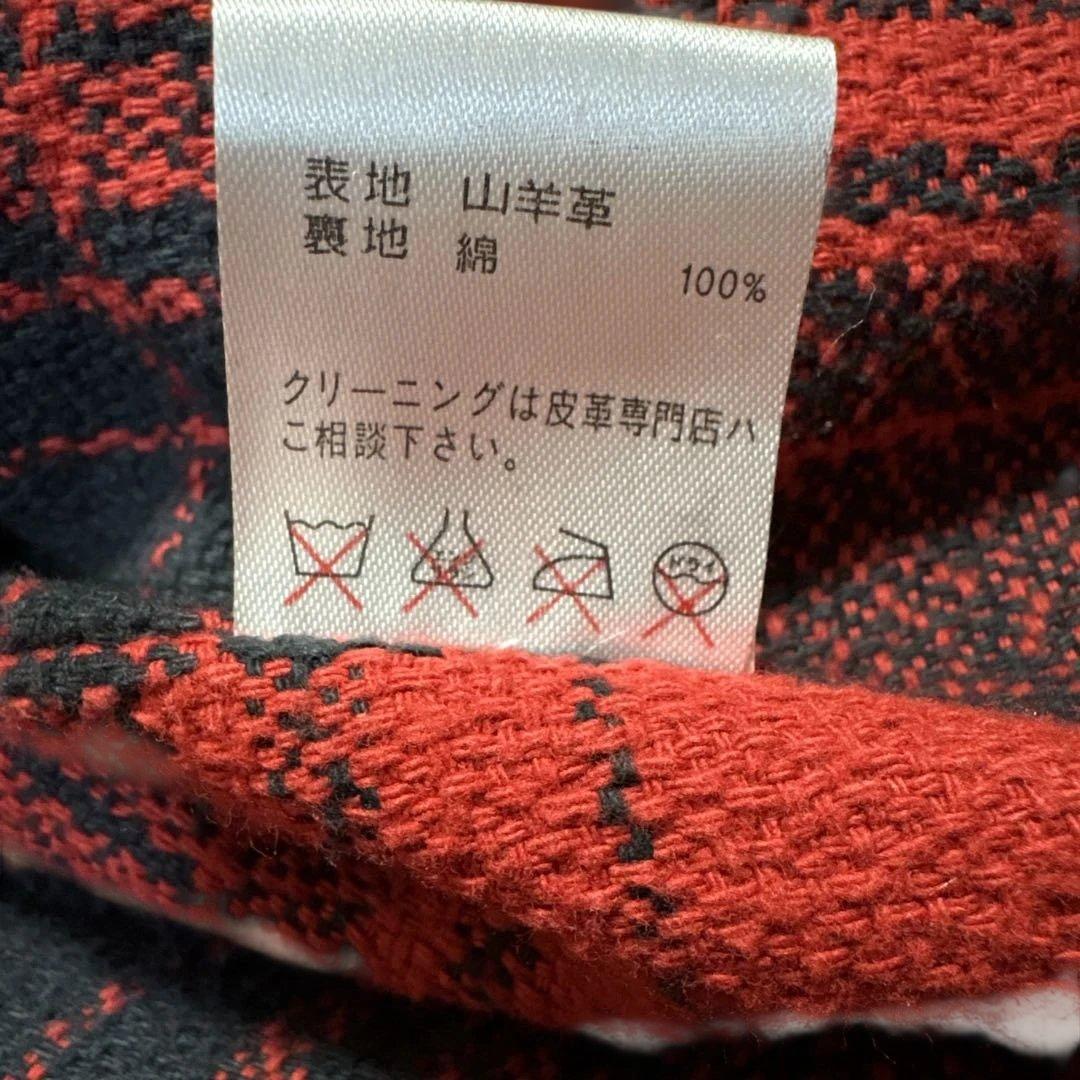 表地 山羊革
裏地 綿 100%
クリーニングは皮革専門店ハ
ご相談下さい。
ドライ